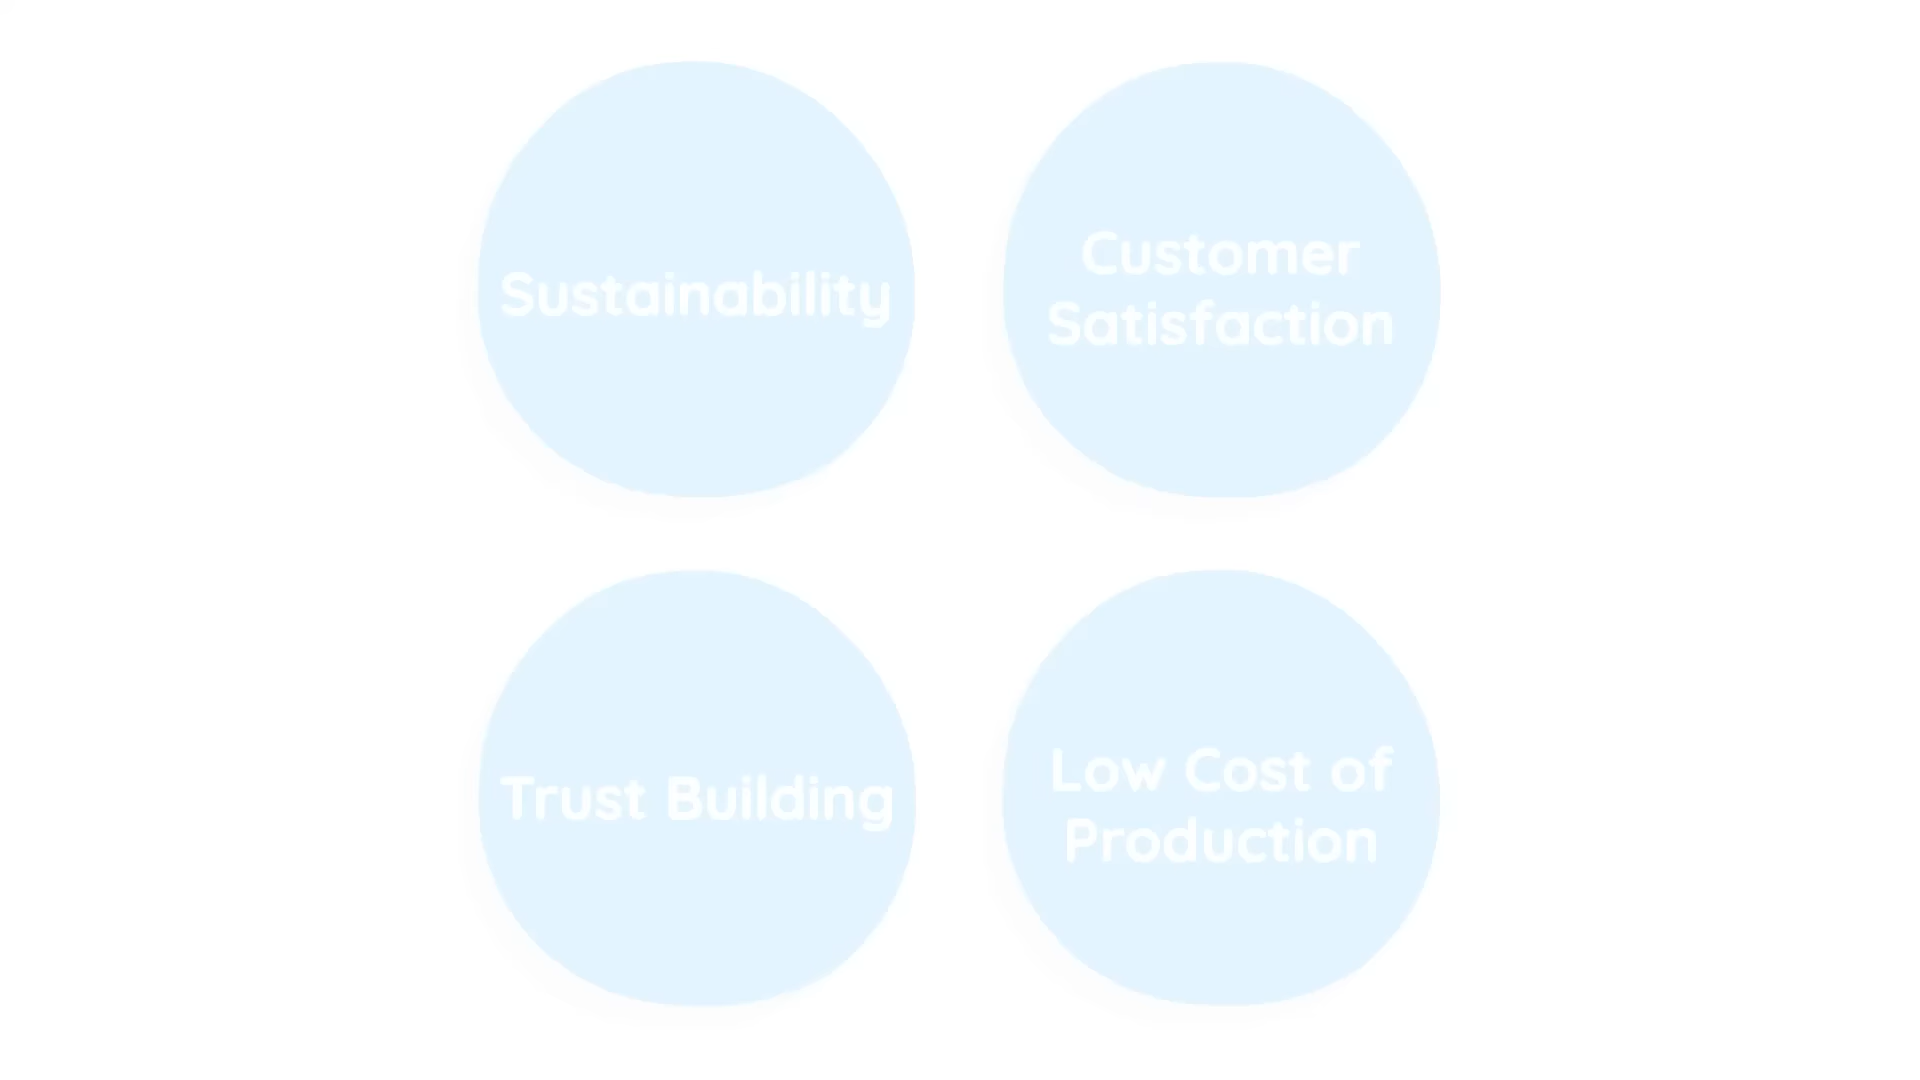 Sustainability
Customer
Satisfaction
Trust Building
Low Cost of
Production